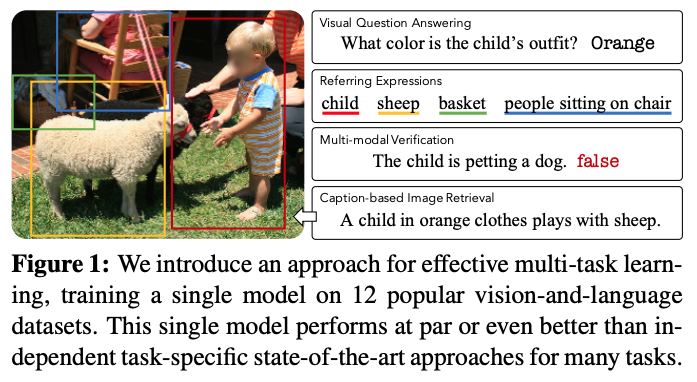 Visual Question Answering
What color is the child's outfit? Orange
Referring Expressions
child sheep basket people sitting on chair
Multi-modal Verification
The child is petting a dog. false
Caption-based Image Retrieval
A child in orange clothes plays with sheep.
Figure 1: We introduce an approach for effective multi-task learn-
ing, training a single model on 12 popular vision-and-language
datasets. This single model performs at par or even better than in-
dependent task-specific state-of-the-art approaches for many tasks.